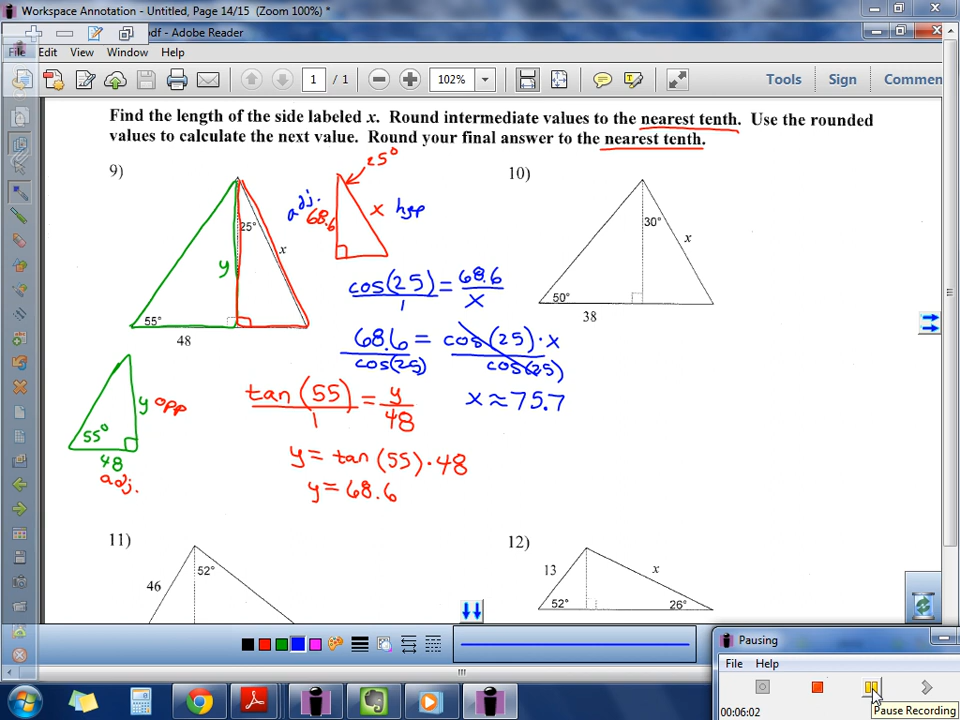 Workspace Annotation - Untitled, Page 14/15 (Zoom 100%) *
pdf - Adobe Reader
File Edit View Window Help
1 / 1 102% Tools Sign Commen
Find the length of the side labeled x. Round intermediate values to the nearest tenth. Use the rounded
values to calculate the next value. Round your final answer to the nearest tenth.
9)
25°
x
y
55°
48
25°
adj.
68.6
x hyp
cos(25) = 68.6
1 x
68.6 = cos(25)·x
cos(25) cos(25)
x ≈ 75.7
55°
y opp
48
adj.
tan (55) = y
1 48
y = tan (55)·48
y = 68.6
10)
30°
x
50°
38
11)
52°
46
12)
13
x
52°
26°
Pausing
File Help
00:06:02
Pause Recording